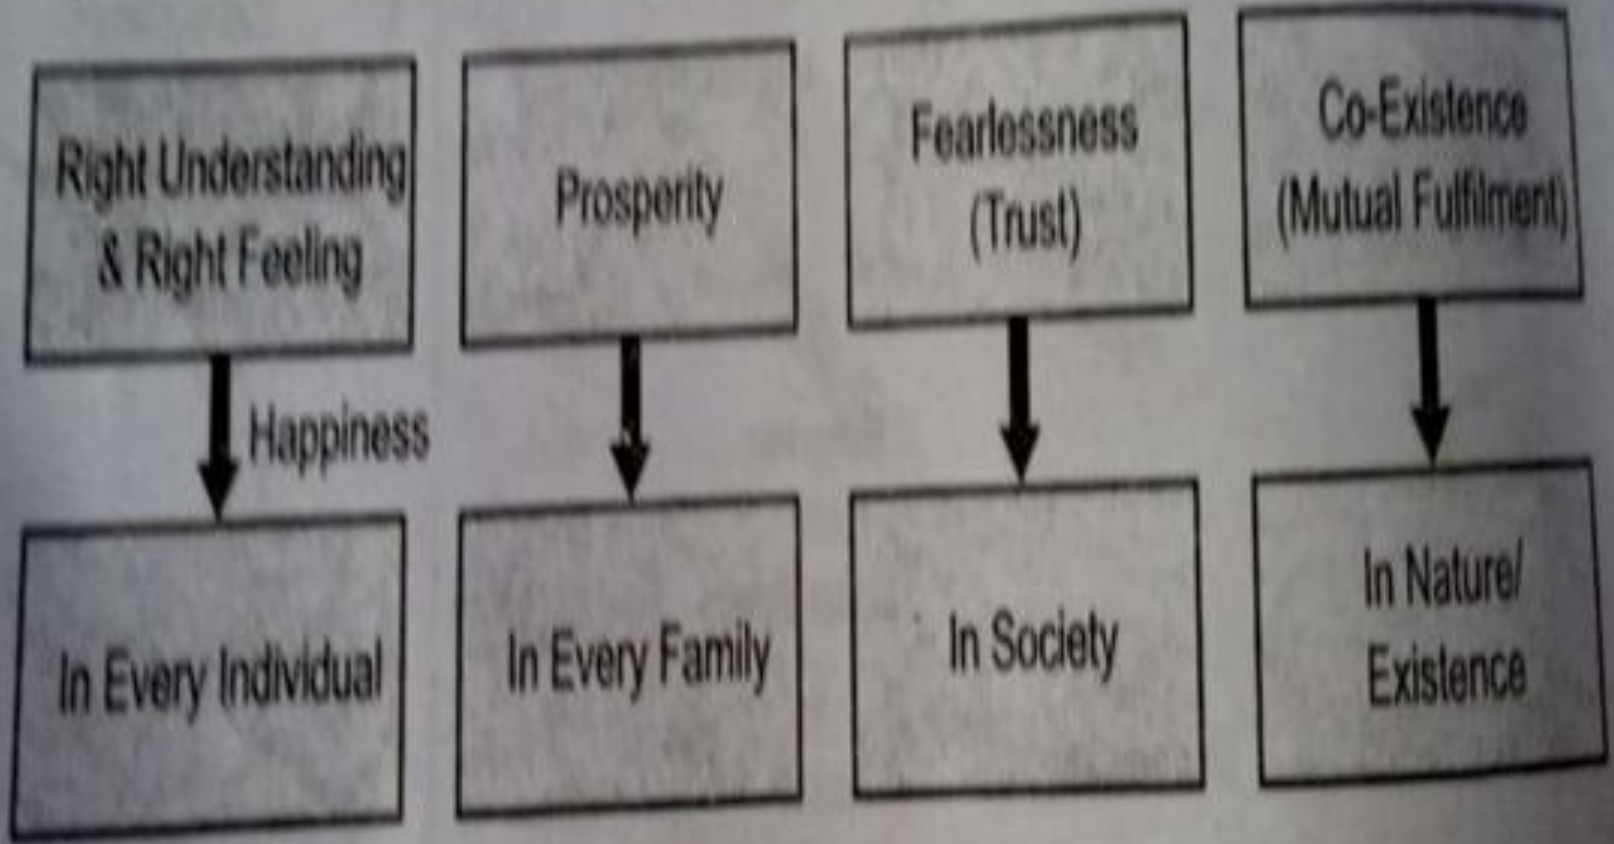 Right Understanding
& Right Feeling
Prosperity
Fearlessness
(Trust)
Co-Existence
(Mutual Fulfilment)
Happiness
In Every Individual
In Every Family
In Society
In Nature/
Existence